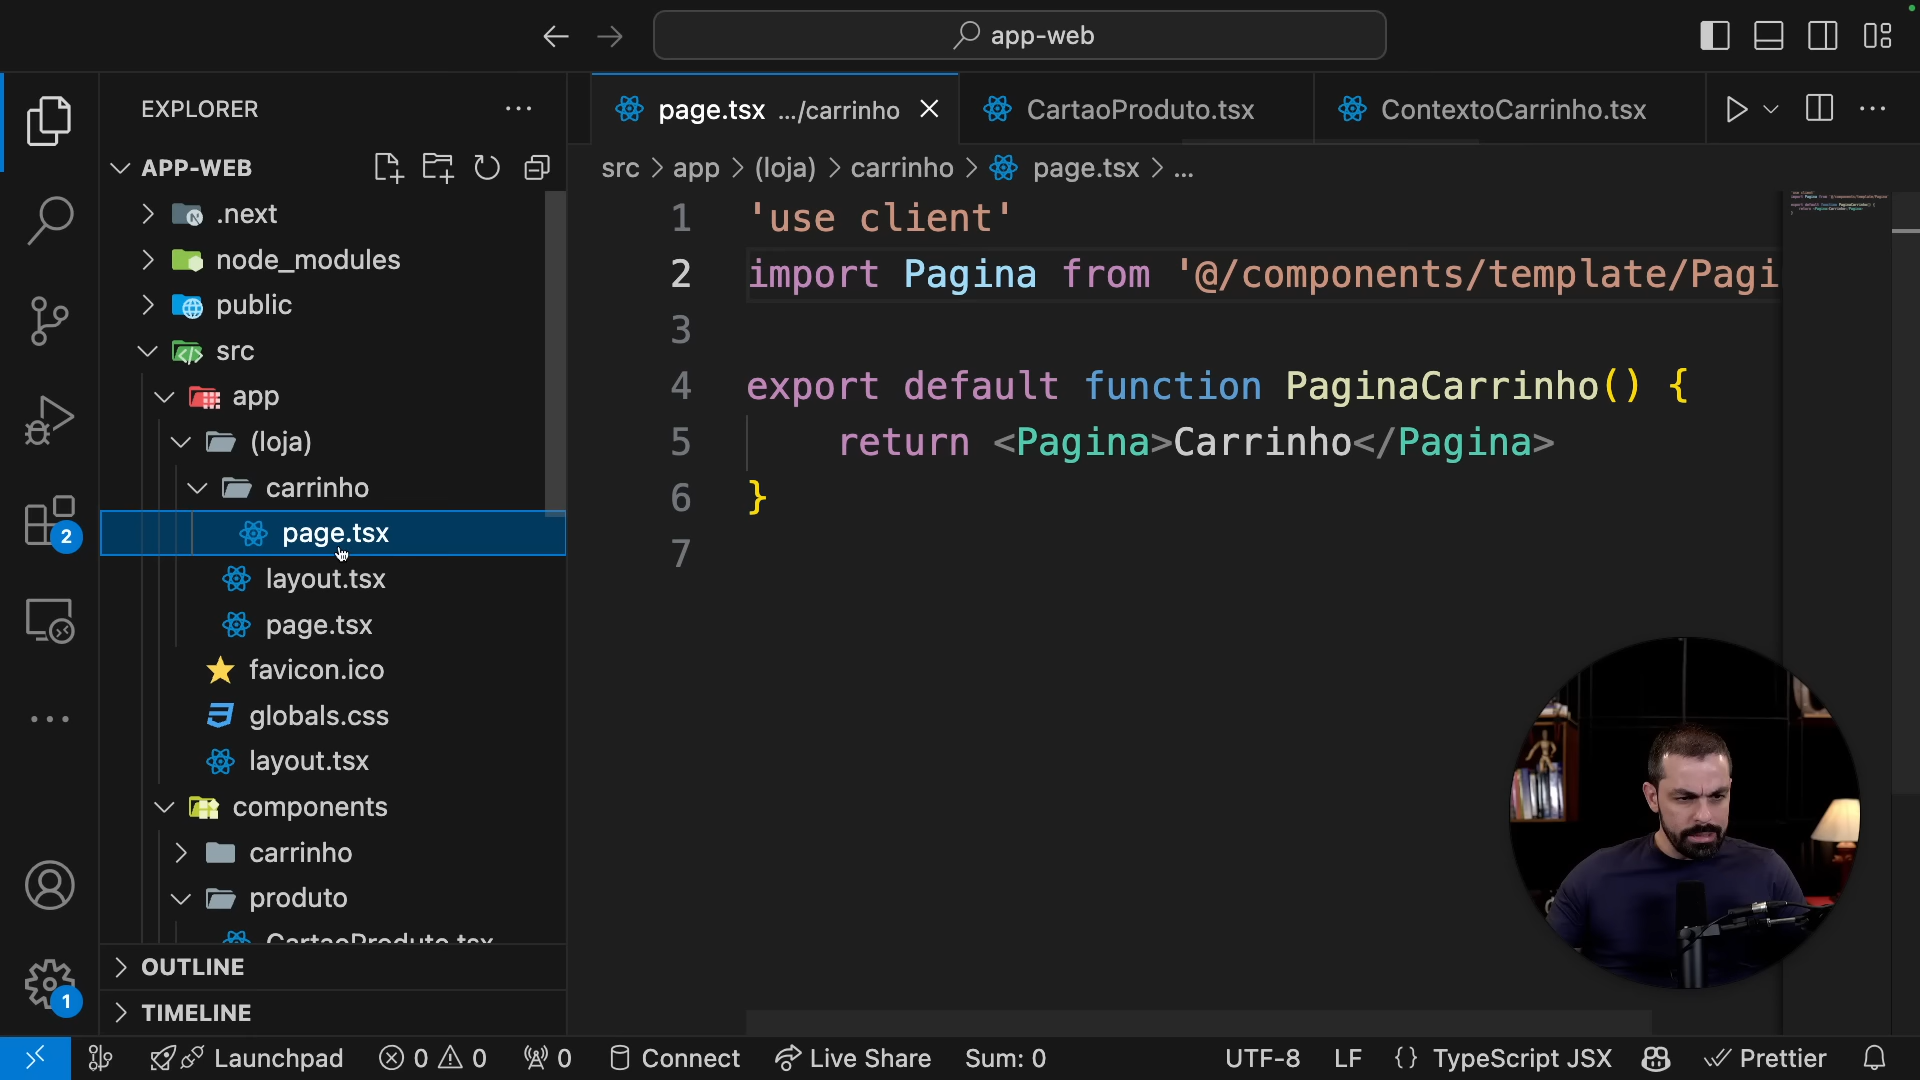 app-web
EXPLORER
page.tsx .../carrinho
CartaoProduto.tsx
ContextoCarrinho.tsx
APP-WEB
src > app > (loja) > carrinho > page.tsx > ...
.next
node_modules
public
src
app
(loja)
carrinho
page.tsx
layout.tsx
page.tsx
favicon.ico
globals.css
layout.tsx
components
carrinho
produto
CartaoProduto.tsx
OUTLINE
TIMELINE
2
1
1 'use client'
2 import Pagina from '@/components/template/Pagi
3
4 export default function PaginaCarrinho() {
5 return <Pagina>Carrinho</Pagina>
6 }
7
Launchpad 0 0 0 Connect Live Share Sum: 0 UTF-8 LF {} TypeScript JSX Prettier